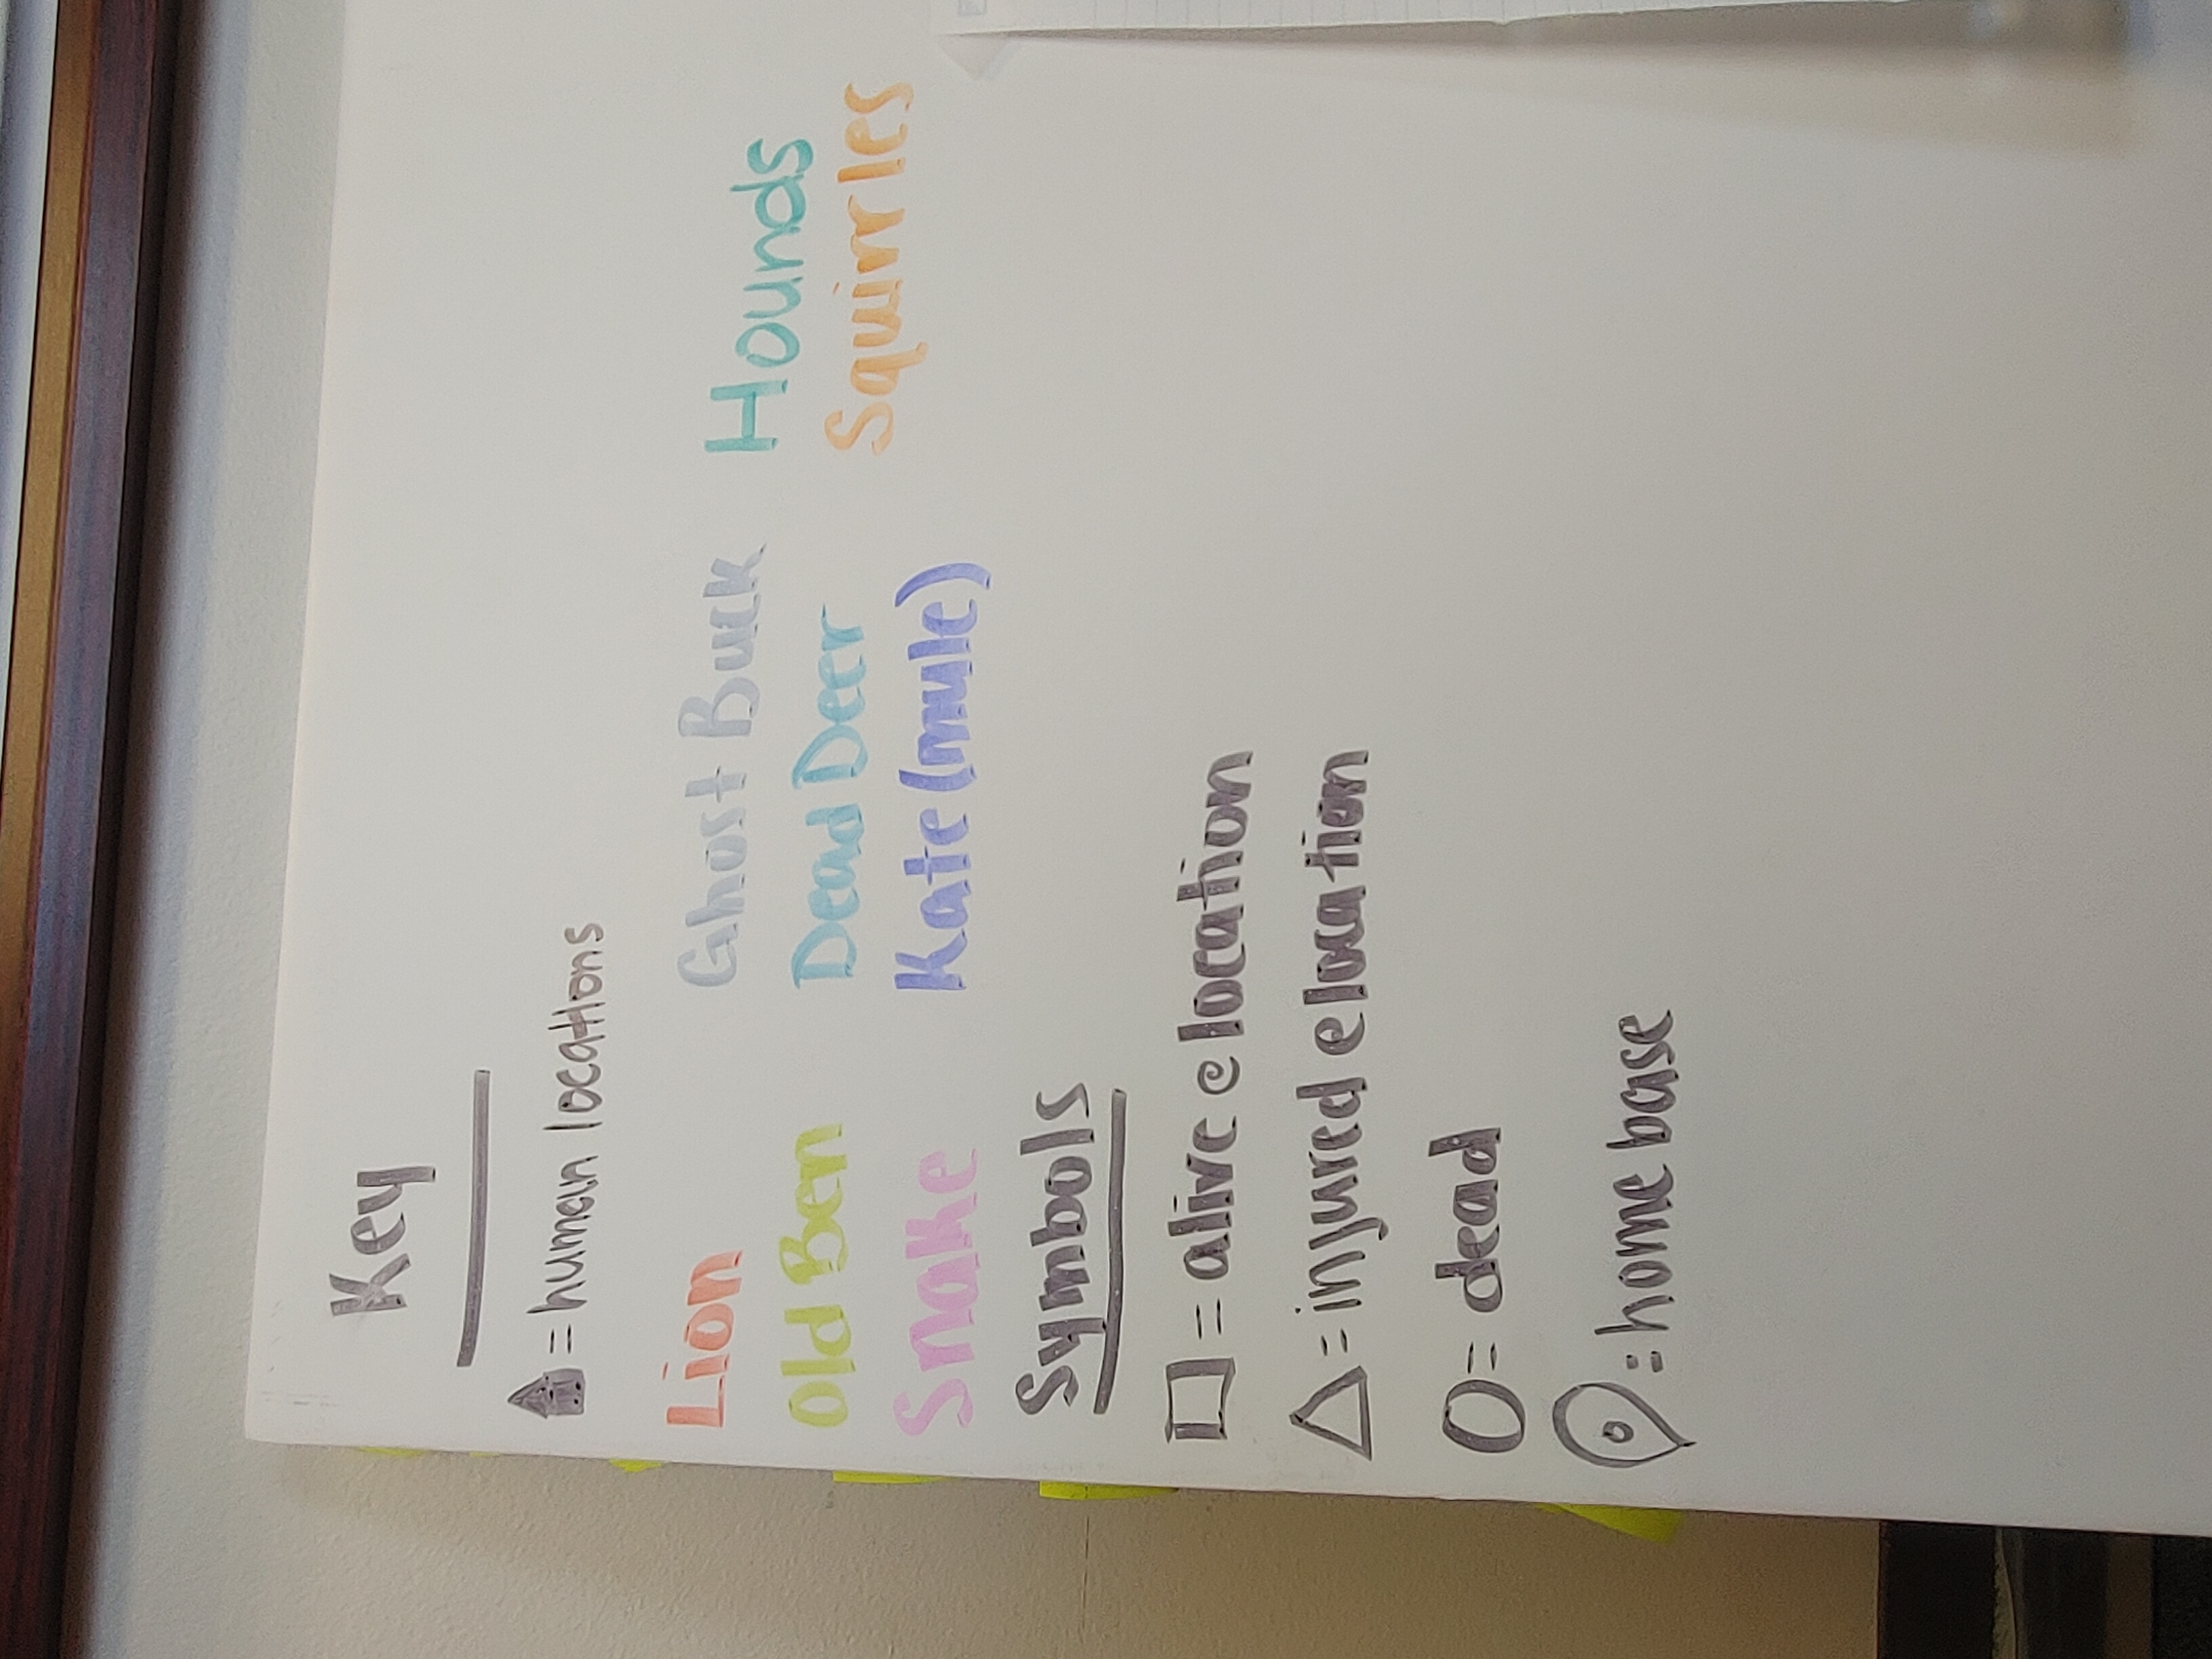 Key
= human locations
Lion Ghost Buck Hounds
Old Ben Dead Deer Squirrles
Snake Kate (mule)
Symbols
□ = alive @ location
△ = injured @ location
O = dead
= home base